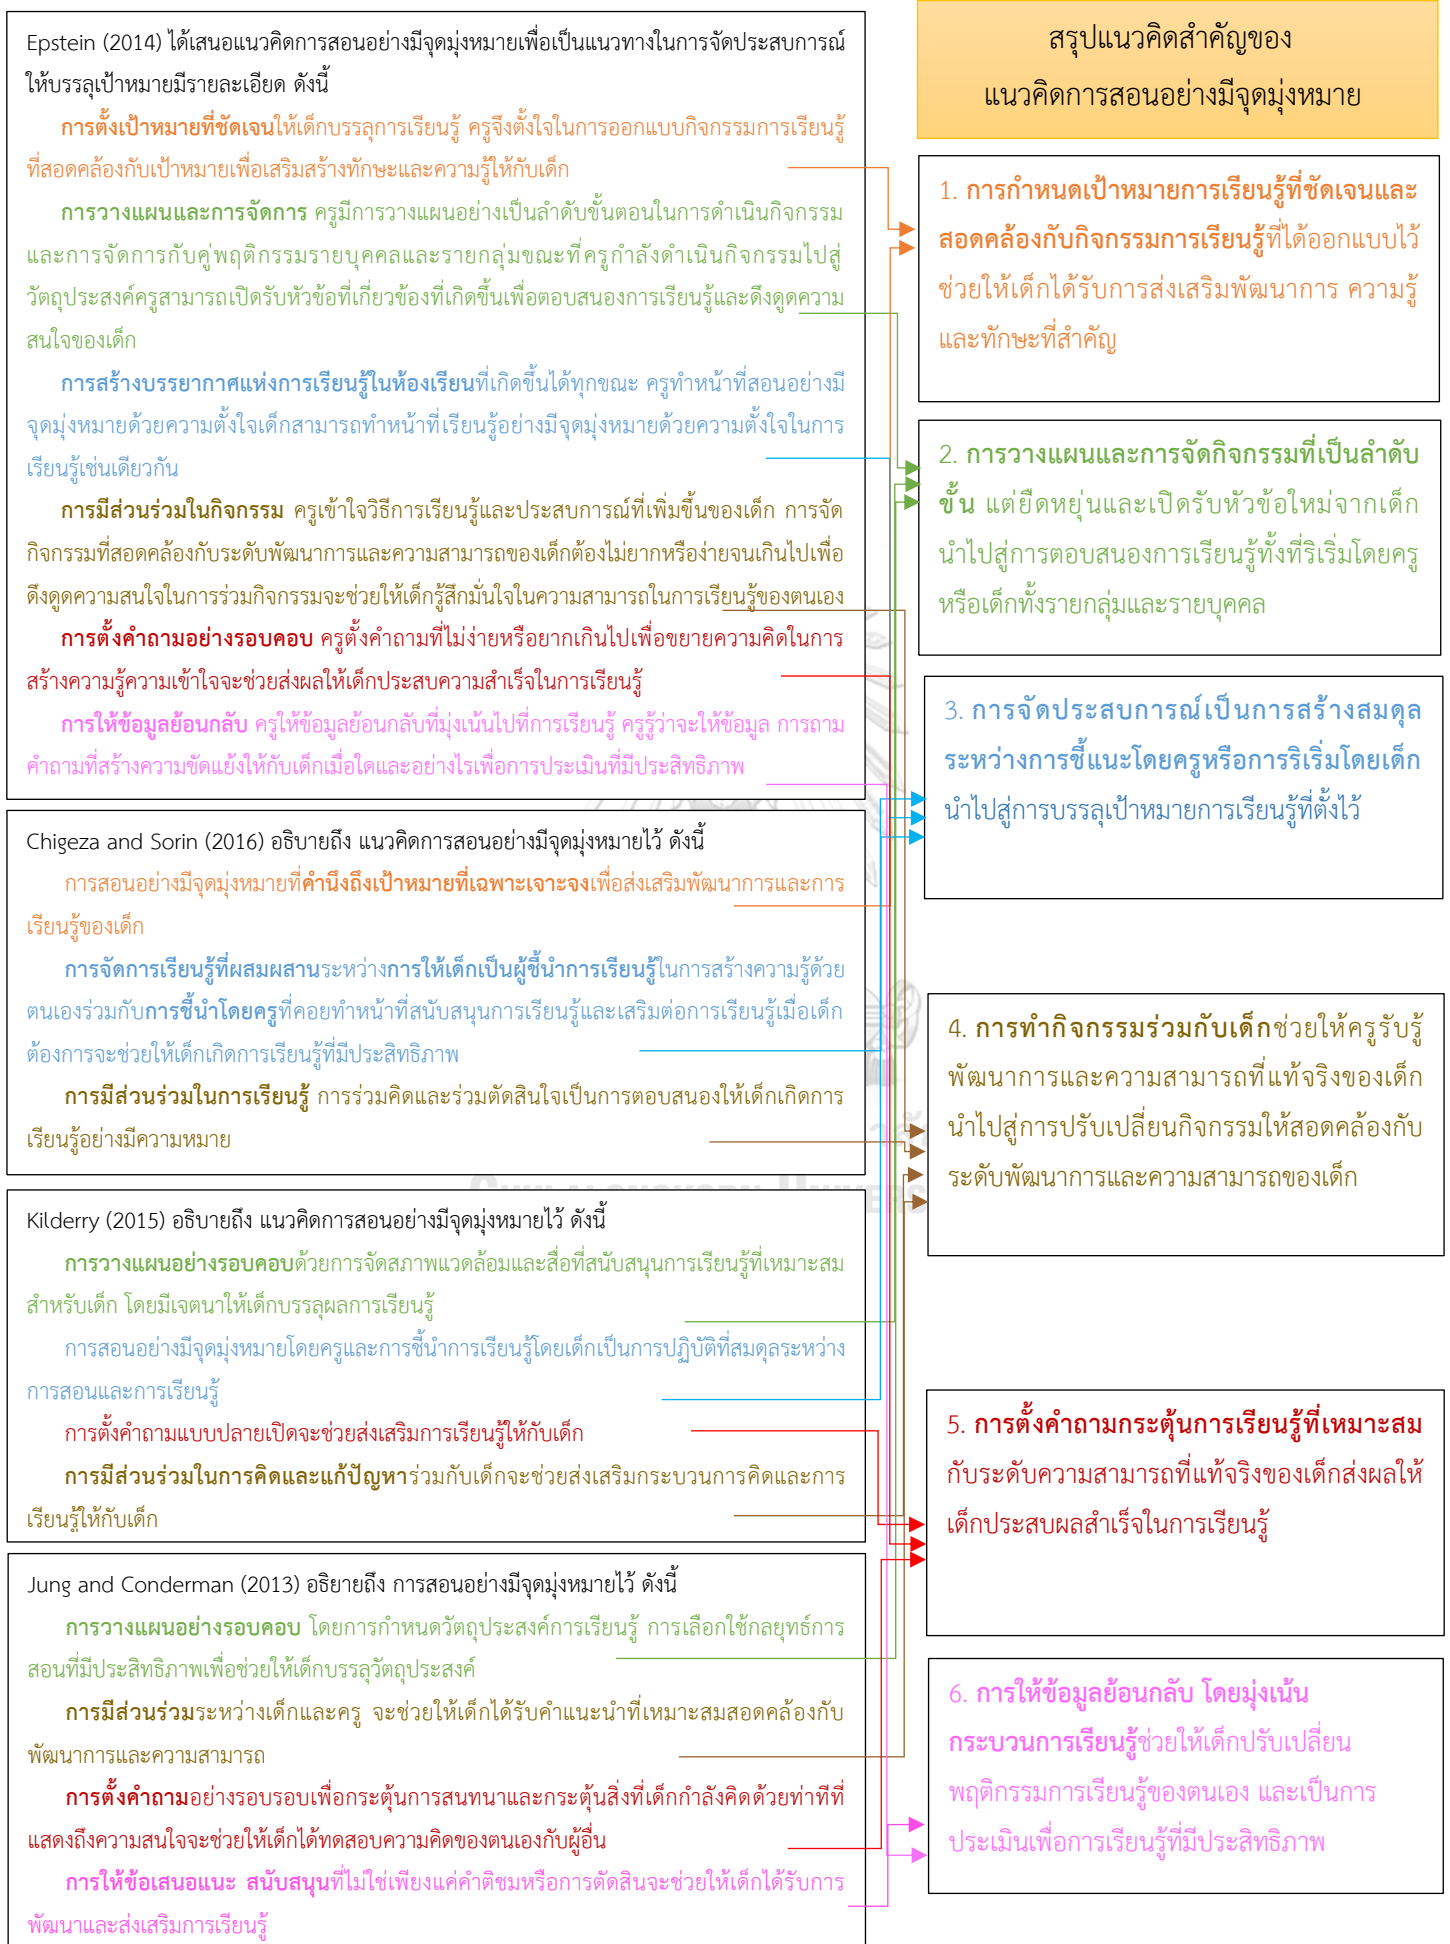 Epstein (2014) ได้เสนอแนวคิดการสอนอย่างมีจุดมุ่งหมายเพื่อเป็นแนวทางในการจัดประสบการณ์
ให้บรรลุเป้าหมายมีรายละเอียด ดังนี้
การตั้งเป้าหมายที่ชัดเจนให้เด็กบรรลุการเรียนรู้ ครูจึงตั้งใจในการออกแบบกิจกรรมการเรียนรู้
ที่สอดคล้องกับเป้าหมายเพื่อเสริมสร้างทักษะและความรู้ให้กับเด็ก
การวางแผนและการจัดการ ครูมีการวางแผนอย่างเป็นลำดับขั้นตอนในการดำเนินกิจกรรม
และการจัดการกับคู่พฤติกรรมรายบุคคลและรายกลุ่มขณะที่ครูกำลังดำเนินกิจกรรมไปสู่
วัตถุประสงค์ครูสามารถเปิดรับหัวข้อที่เกี่ยวข้องที่เกิดขึ้นเพื่อตอบสนองการเรียนรู้และดึงดูดความ
สนใจของเด็ก
การสร้างบรรยากาศแห่งการเรียนรู้ในห้องเรียนที่เกิดขึ้นได้ทุกขณะ ครูทำหน้าที่สอนอย่างมี
จุดมุ่งหมายด้วยความตั้งใจเด็กสามารถทำหน้าที่เรียนรู้อย่างมีจุดมุ่งหมายด้วยความตั้งใจในการ
เรียนรู้เช่นเดียวกัน
การมีส่วนร่วมในกิจกรรม ครูเข้าใจวิธีการเรียนรู้และประสบการณ์ที่เพิ่มขึ้นของเด็ก การจัด
กิจกรรมที่สอดคล้องกับระดับพัฒนาการและความสามารถของเด็กต้องไม่ยากหรือง่ายจนเกินไปเพื่อ
ดึงดูดความสนใจในการร่วมกิจกรรมจะช่วยให้เด็กรู้สึกมั่นใจในความสามารถในการเรียนรู้ของตนเอง
การตั้งคำถามอย่างรอบคอบ ครูตั้งคำถามที่ไม่ง่ายหรือยากเกินไปเพื่อขยายความคิดในการ
สร้างความรู้ความเข้าใจจะช่วยส่งผลให้เด็กประสบความสำเร็จในการเรียนรู้
การให้ข้อมูลย้อนกลับ ครูให้ข้อมูลย้อนกลับที่มุ่งเน้นไปที่การเรียนรู้ ครูรู้ว่าจะให้ข้อมูล การถาม
คำถามที่สร้างความขัดแย้งให้กับเด็กเมื่อใดและอย่างไรเพื่อการประเมินที่มีประสิทธิภาพ
Chigeza and Sorin (2016) อธิบายถึง แนวคิดการสอนอย่างมีจุดมุ่งหมายไว้ ดังนี้
การสอนอย่างมีจุดมุ่งหมายที่คำนึงถึงเป้าหมายที่เฉพาะเจาะจงเพื่อส่งเสริมพัฒนาการและการ
เรียนรู้ของเด็ก
การจัดการเรียนรู้ที่ผสมผสานระหว่างการให้เด็กเป็นผู้ชี้นำการเรียนรู้ในการสร้างความรู้ด้วย
ตนเองร่วมกับการชี้นำโดยครูที่คอยทำหน้าที่สนับสนุนการเรียนรู้และเสริมต่อการเรียนรู้เมื่อเด็ก
ต้องการจะช่วยให้เด็กเกิดการเรียนรู้ที่มีประสิทธิภาพ
การมีส่วนร่วมในการเรียนรู้ การร่วมคิดและร่วมตัดสินใจเป็นการตอบสนองให้เด็กเกิดการ
เรียนรู้อย่างมีความหมาย
Kilderry (2015) อธิบายถึง แนวคิดการสอนอย่างมีจุดมุ่งหมายไว้ ดังนี้
การวางแผนอย่างรอบคอบด้วยการจัดสภาพแวดล้อมและสื่อที่สนับสนุนการเรียนรู้ที่เหมาะสม
สำหรับเด็ก โดยมีเจตนาให้เด็กบรรลุผลการเรียนรู้
การสอนอย่างมีจุดมุ่งหมายโดยครูและการชี้นำการเรียนรู้โดยเด็กเป็นการปฏิบัติที่สมดุลระหว่าง
การสอนและการเรียนรู้
การตั้งคำถามแบบปลายเปิดจะช่วยส่งเสริมการเรียนรู้ให้กับเด็ก
การมีส่วนร่วมในการคิดและแก้ปัญหาร่วมกับเด็กจะช่วยส่งเสริมกระบวนการคิดและการ
เรียนรู้ให้กับเด็ก
Jung and Conderman (2013) อธิยายถึง การสอนอย่างมีจุดมุ่งหมายไว้ ดังนี้
การวางแผนอย่างรอบคอบ โดยการกำหนดวัตถุประสงค์การเรียนรู้ การเลือกใช้กลยุทธ์การ
สอนที่มีประสิทธิภาพเพื่อช่วยให้เด็กบรรลุวัตถุประสงค์
การมีส่วนร่วมระหว่างเด็กและครู จะช่วยให้เด็กได้รับคำแนะนำที่เหมาะสมสอดคล้องกับ
พัฒนาการและความสามารถ
การตั้งคำถามอย่างรอบรอบเพื่อกระตุ้นการสนทนาและกระตุ้นสิ่งที่เด็กกำลังคิดด้วยท่าทีที่
แสดงถึงความสนใจจะช่วยให้เด็กได้ทดสอบความคิดของตนเองกับผู้อื่น
การให้ข้อเสนอแนะ สนับสนุนที่ไม่ใช่เพียงแค่คำติชมหรือการตัดสินจะช่วยให้เด็กได้รับการ
พัฒนาและส่งเสริมการเรียนรู้
สรุปแนวคิดสำคัญของ
แนวคิดการสอนอย่างมีจุดมุ่งหมาย
1. การกำหนดเป้าหมายการเรียนรู้ที่ชัดเจนและ
สอดคล้องกับกิจกรรมการเรียนรู้ที่ได้ออกแบบไว้
ช่วยให้เด็กได้รับการส่งเสริมพัฒนาการ ความรู้
และทักษะที่สำคัญ
2. การวางแผนและการจัดกิจกรรมที่เป็นลำดับ
ขั้น แต่ยืดหยุ่นและเปิดรับหัวข้อใหม่จากเด็ก
นำไปสู่การตอบสนองการเรียนรู้ทั้งที่ริเริ่มโดยครู
หรือเด็กทั้งรายกลุ่มและรายบุคคล
3. การจัดประสบการณ์เป็นการสร้างสมดุล
ระหว่างการชี้แนะโดยครูหรือการริเริ่มโดยเด็ก
นำไปสู่การบรรลุเป้าหมายการเรียนรู้ที่ตั้งไว้
4. การทำกิจกรรมร่วมกับเด็กช่วยให้ครูรับรู้
พัฒนาการและความสามารถที่แท้จริงของเด็ก
นำไปสู่การปรับเปลี่ยนกิจกรรมให้สอดคล้องกับ
ระดับพัฒนาการและความสามารถของเด็ก
5. การตั้งคำถามกระตุ้นการเรียนรู้ที่เหมาะสม
กับระดับความสามารถที่แท้จริงของเด็กส่งผลให้
เด็กประสบผลสำเร็จในการเรียนรู้
6. การให้ข้อมูลย้อนกลับ โดยมุ่งเน้น
กระบวนการเรียนรู้ช่วยให้เด็กปรับเปลี่ยน
พฤติกรรมการเรียนรู้ของตนเอง และเป็นการ
ประเมินเพื่อการเรียนรู้ที่มีประสิทธิภาพ